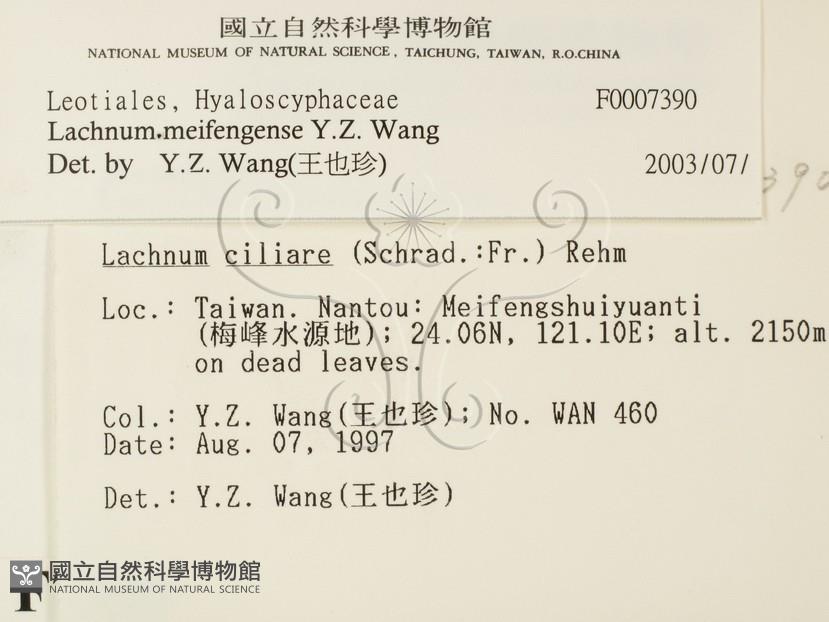 國立自然科學博物館
NATIONAL MUSEUM OF NATURAL SCIENCE, TAICHUNG, TAIWAN, R.O.CHINA
Leotiales, Hyaloscyphaceae F0007390
Lachnum.meifengense Y.Z. Wang
Det. by Y.Z. Wang(王也珍) 2003/07/
390
Lachnum ciliare (Schrad.:Fr.) Rehm
Loc.: Taiwan. Nantou: Meifengshuiyuanti
(梅峰水源地); 24.06N, 121.10E; alt. 2150m
on dead leaves.
Col.: Y.Z. Wang(王也珍); No. WAN 460
Date: Aug. 07, 1997
Det.: Y.Z. Wang(王也珍)
國立自然科學博物館
NATIONAL MUSEUM OF NATURAL SCIENCE
T